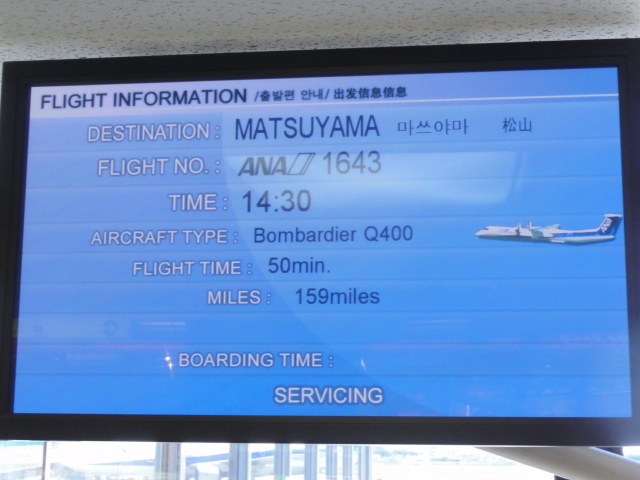 FLIGHT INFORMATION /출발편 안내/ 出发信息信息
DESTINATION : MATSUYAMA 마쓰야마 松山
FLIGHT NO. : ANA 1643
TIME : 14:30
AIRCRAFT TYPE : Bombardier Q400
FLIGHT TIME : 50min.
MILES : 159miles
BOARDING TIME :
SERVICING